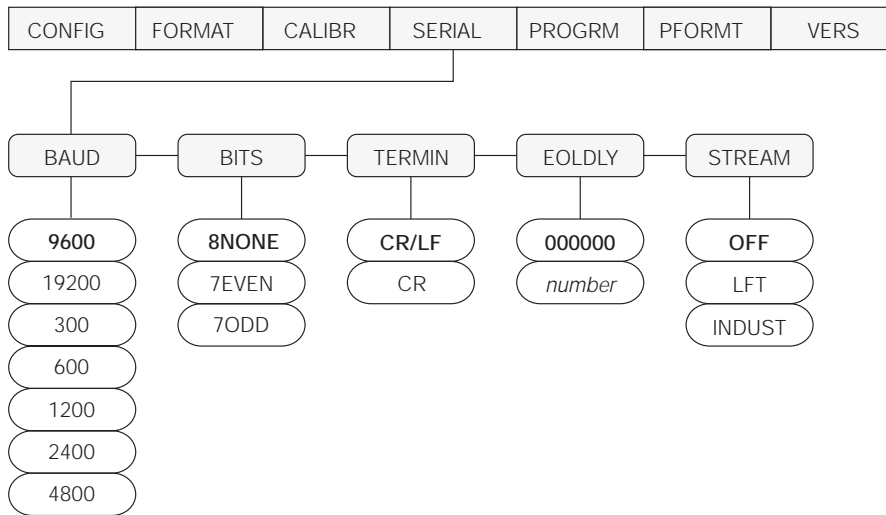 CONFIG FORMAT CALIBR SERIAL PROGRM PFORMT VERS
BAUD BITS TERMIN EOLDLY STREAM
9600 8NONE CR/LF 000000 OFF
19200 7EVEN CR number LFT
300 7ODD INDUST
600
1200
2400
4800